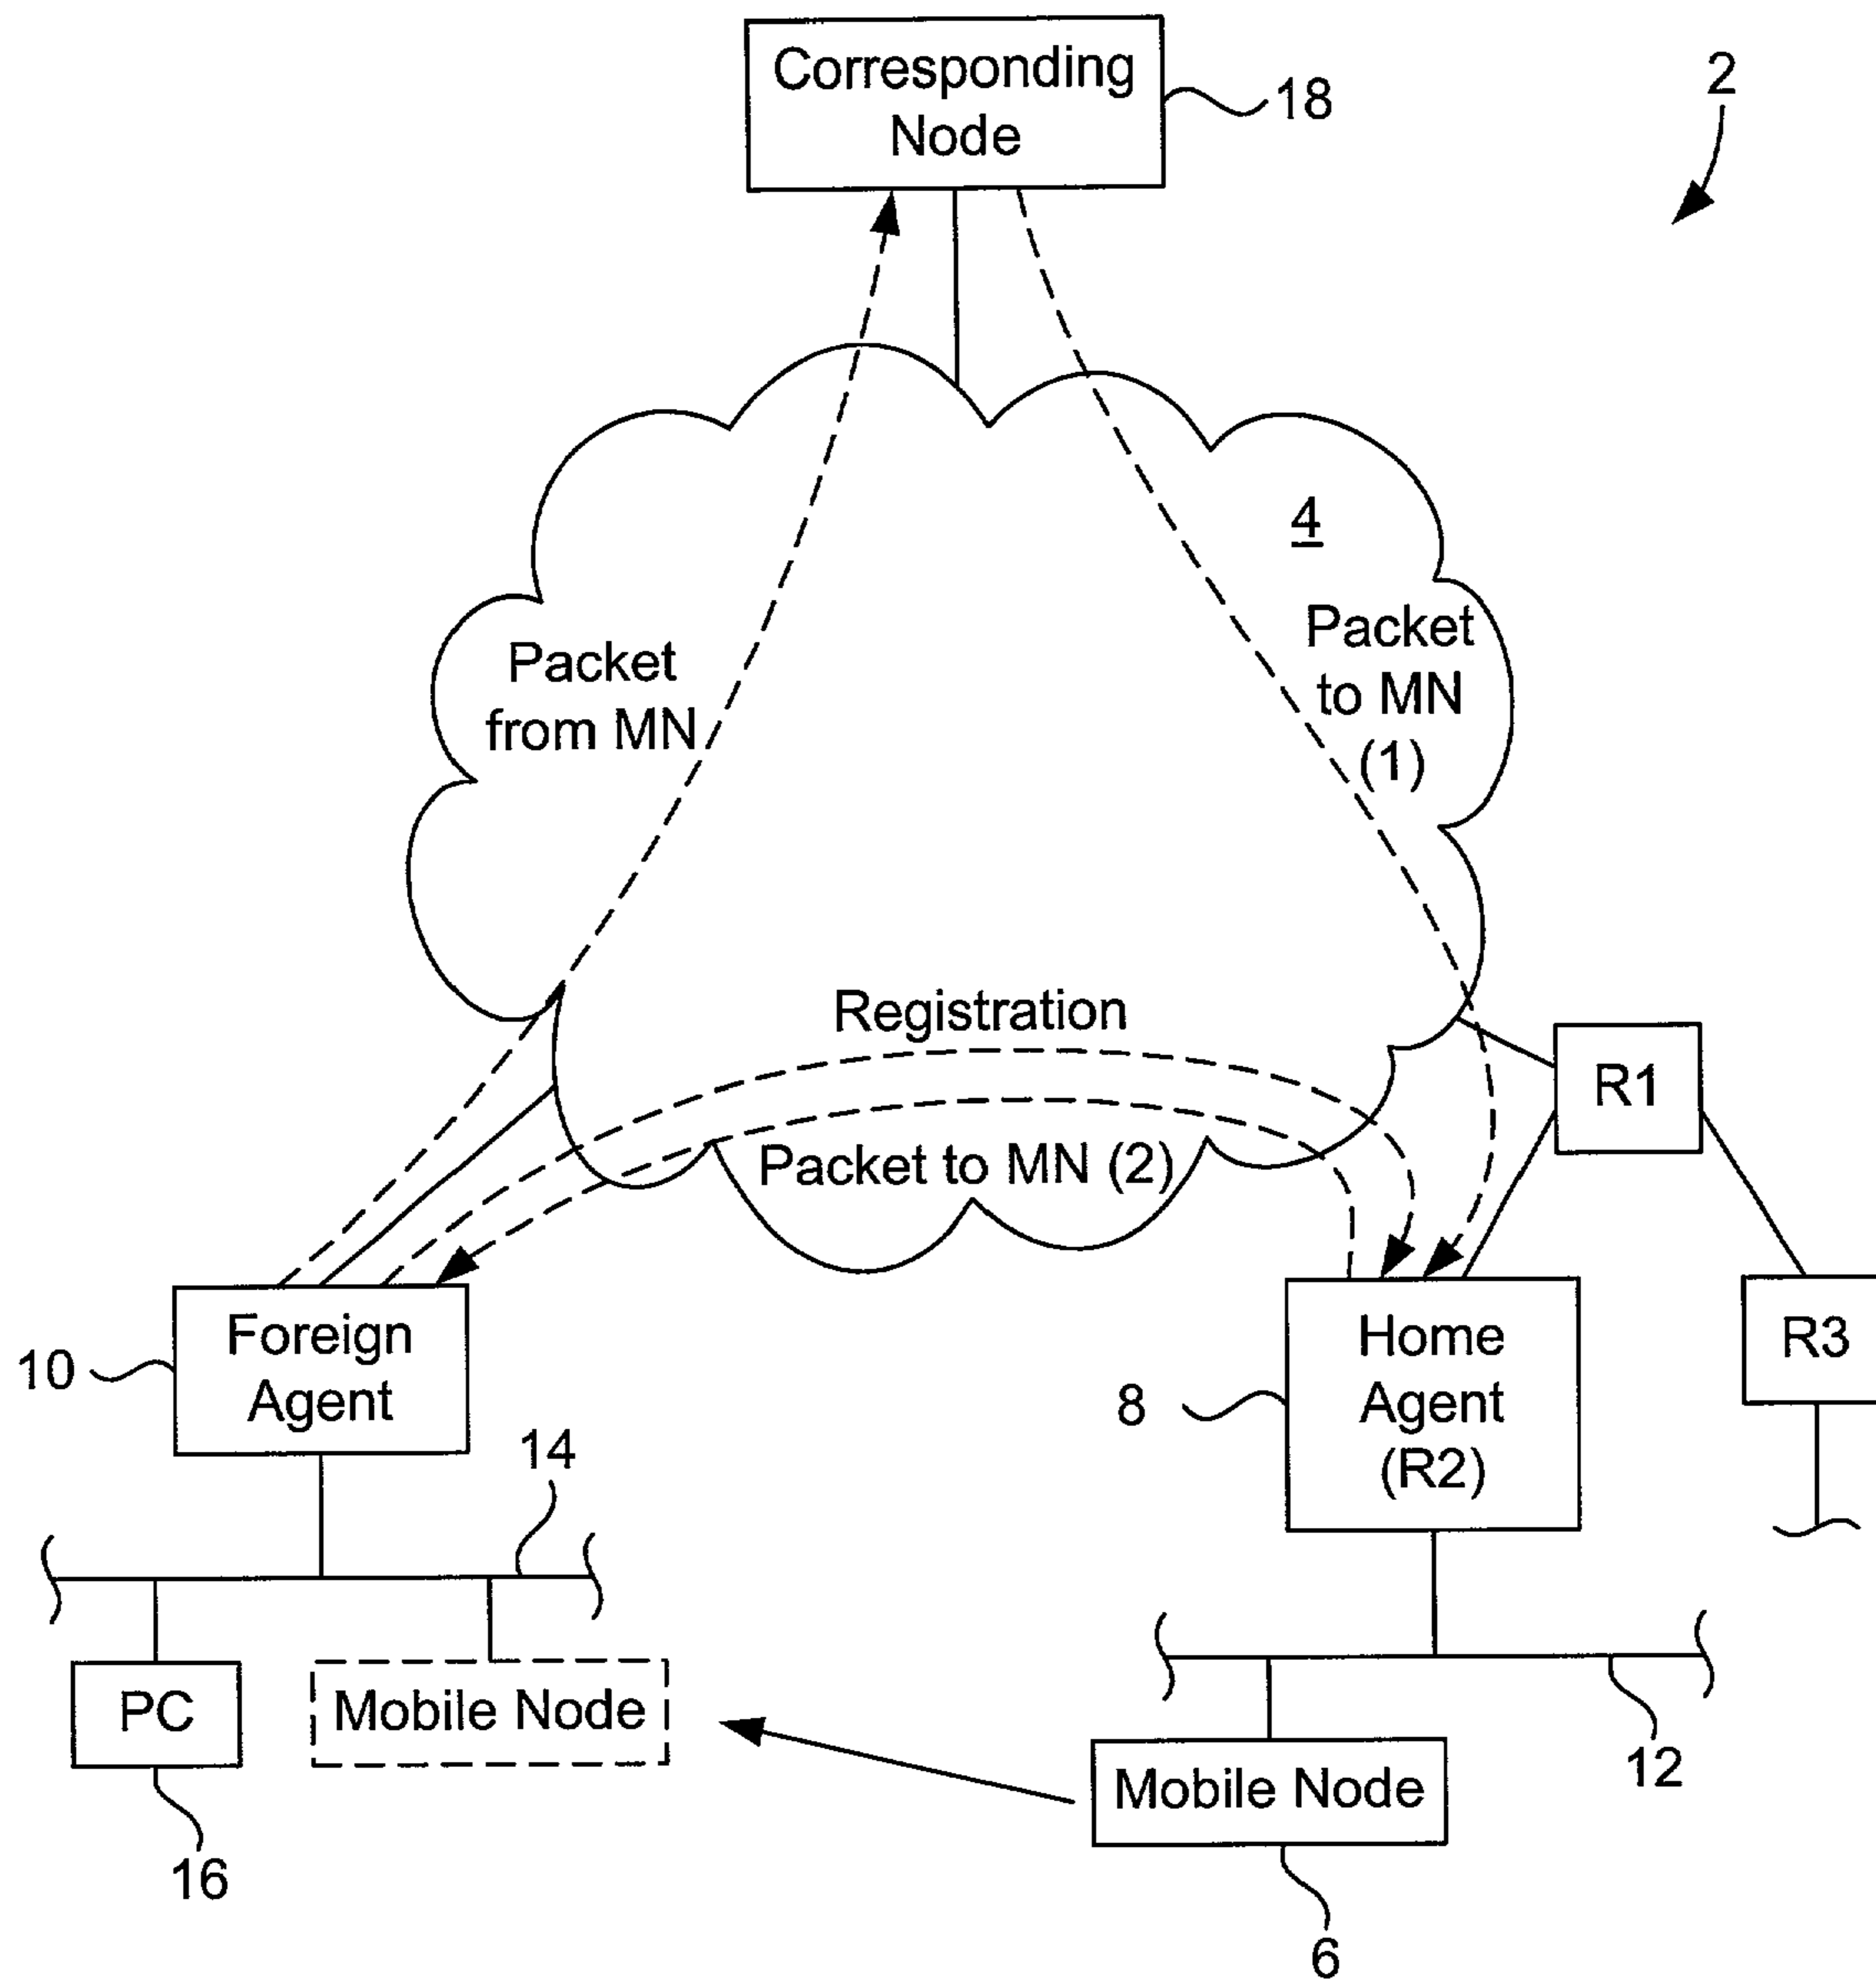 Corresponding
Node
18
2
4
Packet
from MN
Packet
to MN
(1)
Registration
Packet to MN (2)
R1
Foreign
Agent
10
Home
Agent
(R2)
8
R3
14
PC
Mobile Node
12
Mobile Node
16
6